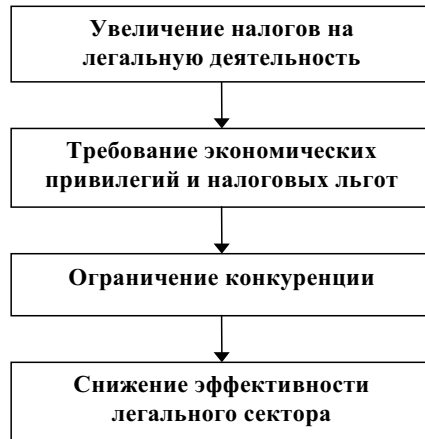 Увеличение налогов на
легальную деятельность
Требование экономических
привилегий и налоговых льгот
Ограничение конкуренции
Снижение эффективности
легального сектора